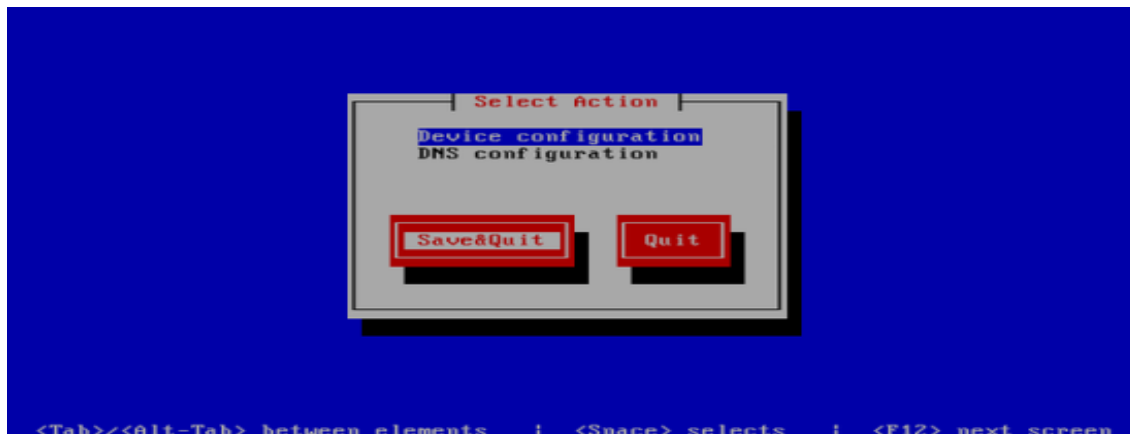 Select Action
Device configuration
DNS configuration
Save&Quit
Quit
<Tab>/<Alt-Tab> between elements | <Space> selects | <F12> next screen